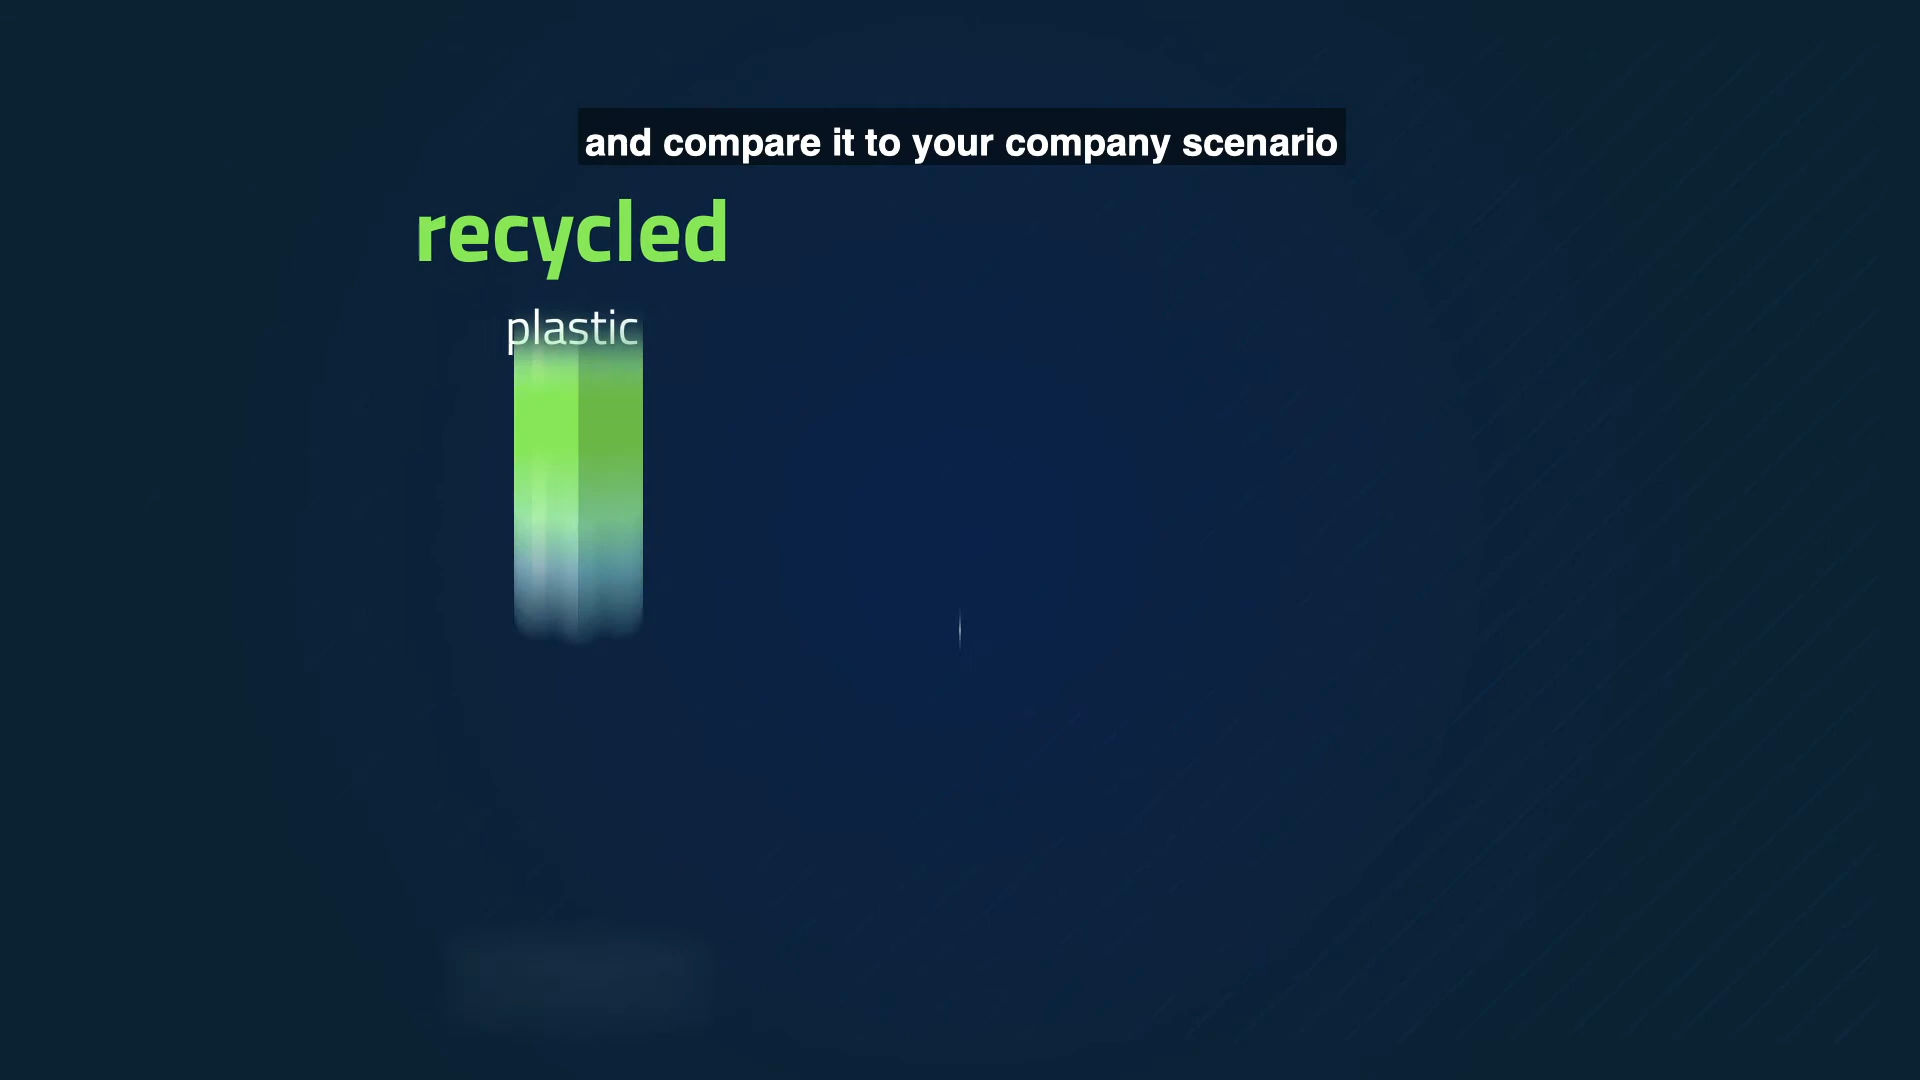 and compare it to your company scenario
recycled
plastic